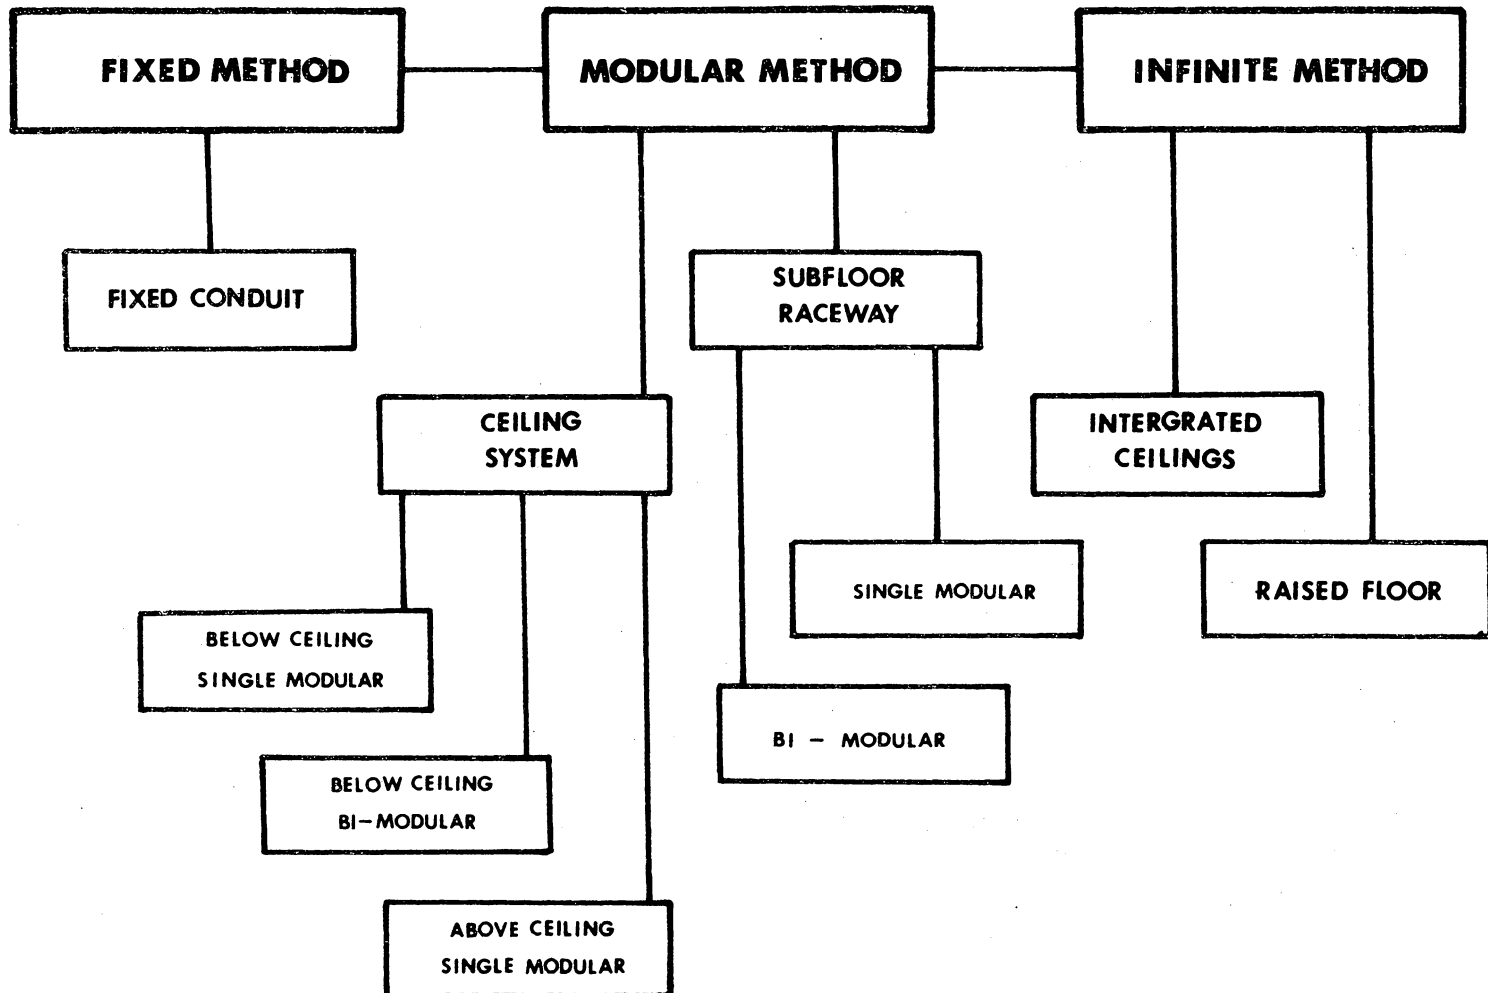 FIXED METHOD
MODULAR METHOD
INFINITE METHOD
FIXED CONDUIT
SUBFLOOR
RACEWAY
CEILING
SYSTEM
INTERGRATED
CEILINGS
SINGLE MODULAR
RAISED FLOOR
BELOW CEILING
SINGLE MODULAR
BI – MODULAR
BELOW CEILING
BI–MODULAR
ABOVE CEILING
SINGLE MODULAR